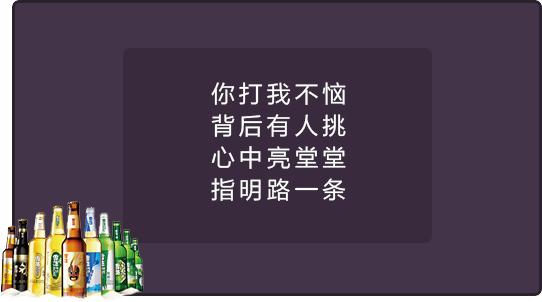 你打我不恼
背后有人挑
心中亮堂堂
指明路一条